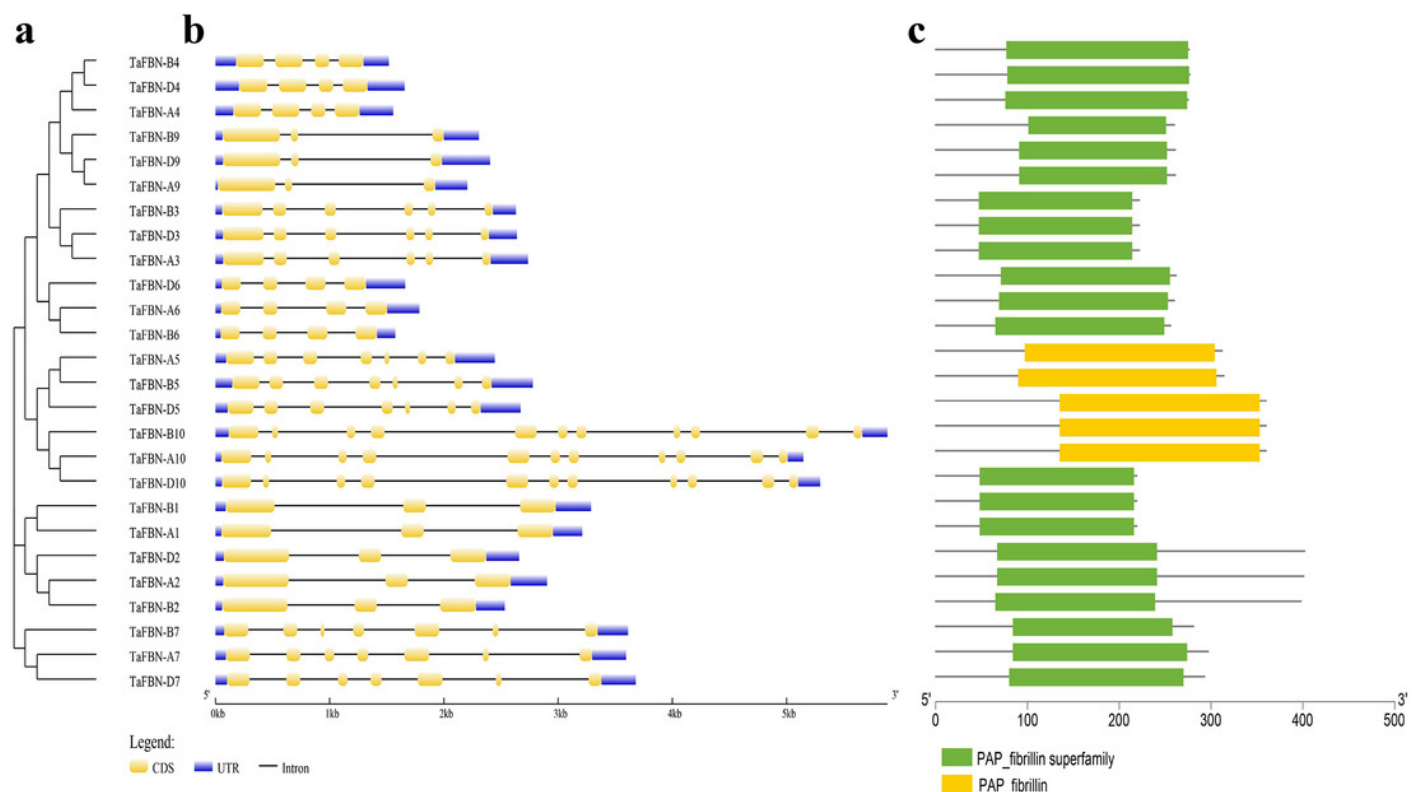 a b c
TaFBN-B4
TaFBN-D4
TaFBN-A4
TaFBN-B9
TaFBN-D9
TaFBN-A9
TaFBN-B3
TaFBN-D3
TaFBN-A3
TaFBN-D6
TaFBN-A6
TaFBN-B6
TaFBN-A5
TaFBN-B5
TaFBN-D5
TaFBN-B10
TaFBN-A10
TaFBN-D10
TaFBN-B1
TaFBN-A1
TaFBN-D2
TaFBN-A2
TaFBN-B2
TaFBN-B7
TaFBN-A7
TaFBN-D7
5' 3'
0kb 1kb 2kb 3kb 4kb 5kb
5' 3'
0 100 200 300 400 500
Legend:
CDS UTR Intron
PAP_fibrillin superfamily
PAP_fibrillin